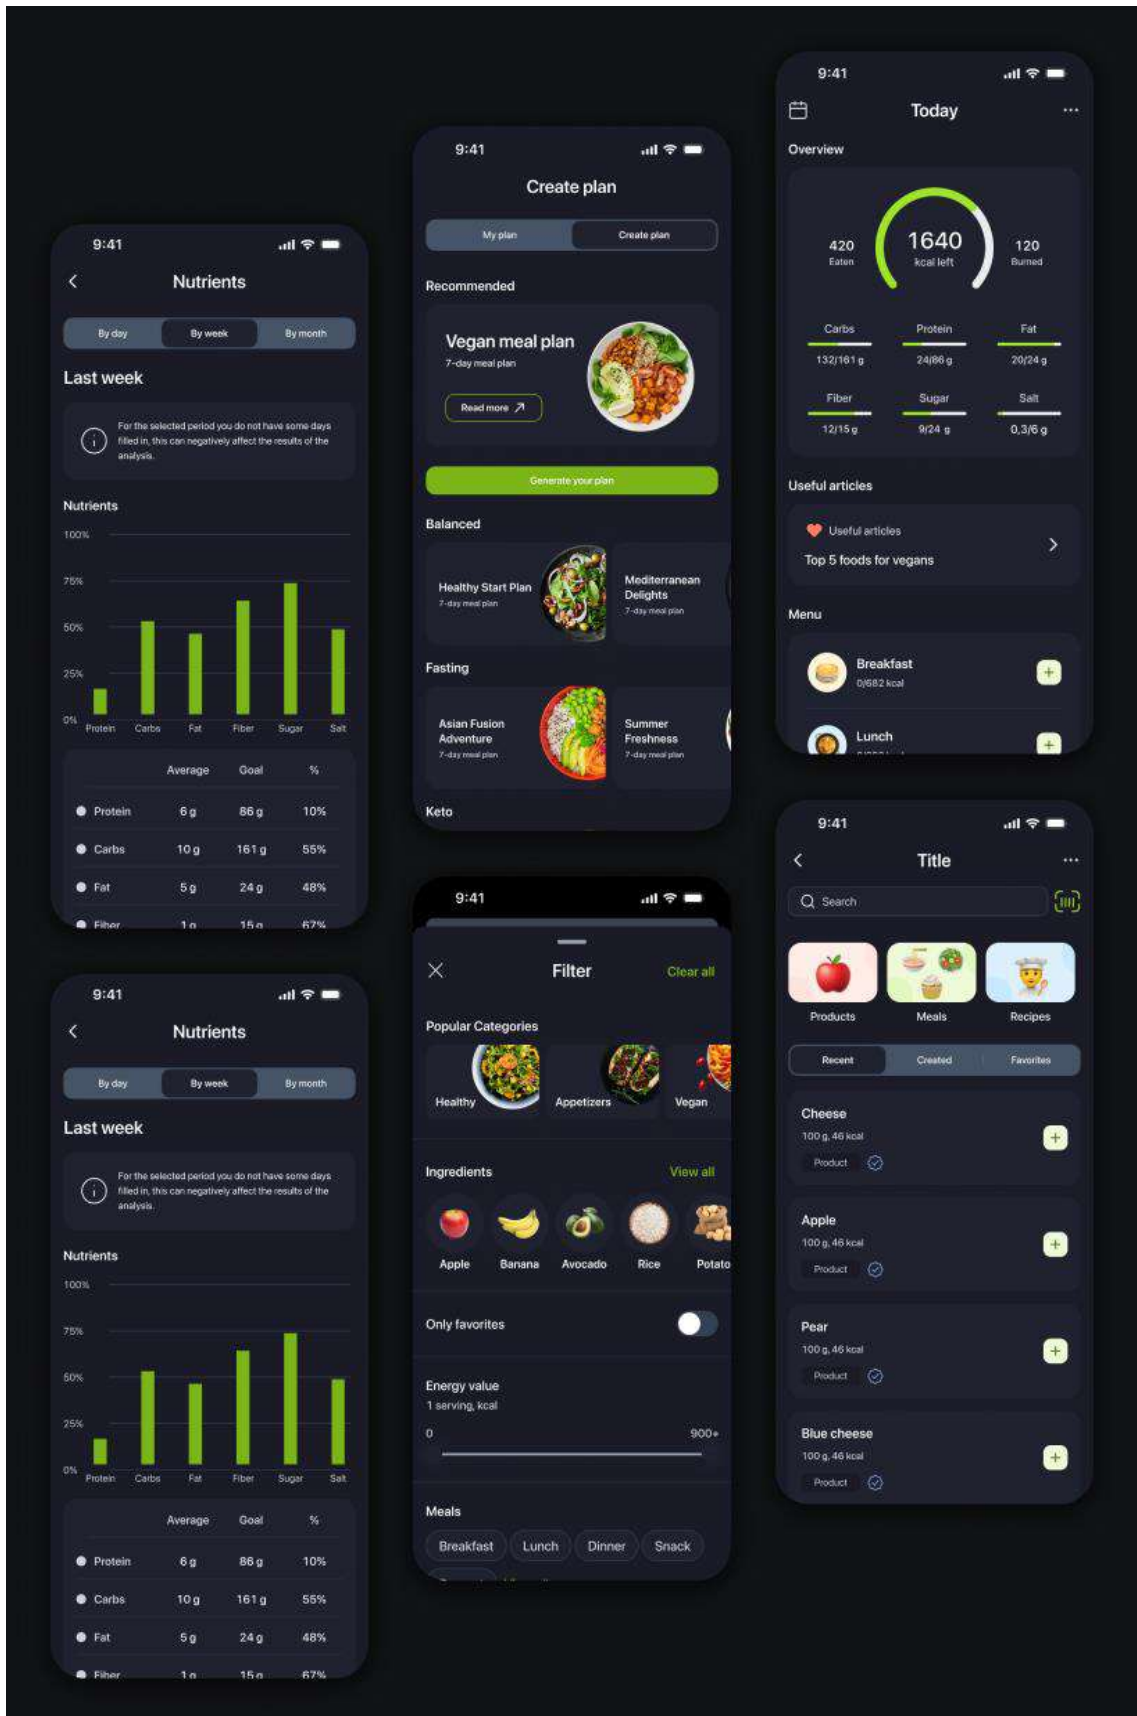 9:41
Nutrients
By day By week By month
Last week
For the selected period you do not have some days
filled in, this can negatively affect the results of the
analysis.
Nutrients
100%
75%
50%
25%
0%
Protein Carbs Fat Fiber Sugar Salt
Average Goal %
Protein 6 g 86 g 10%
Carbs 10 g 161 g 55%
Fat 5 g 24 g 48%
Fiber 1 g 15 g 67%
9:41
Nutrients
By day By week By month
Last week
For the selected period you do not have some days
filled in, this can negatively affect the results of the
analysis.
Nutrients
100%
75%
50%
25%
0%
Protein Carbs Fat Fiber Sugar Salt
Average Goal %
Protein 6 g 86 g 10%
Carbs 10 g 161 g 55%
Fat 5 g 24 g 48%
Fiber 1 g 15 g 67%
9:41
Create plan
My plan Create plan
Recommended
Vegan meal plan
7-day meal plan
Read more
Generate your plan
Balanced
Healthy Start Plan
7-day meal plan
Mediterranean
Delights
7-day meal plan
Fasting
Asian Fusion
Adventure
7-day meal plan
Summer
Freshness
7-day meal plan
Keto
9:41
Filter
Clear all
Popular Categories
Healthy Appetizers Vegan
Ingredients View all
Apple Banana Avocado Rice Potato
Only favorites
Energy value
1 serving, kcal
0 900+
Meals
Breakfast Lunch Dinner Snack
9:41
Today
Overview
420
Eaten
1640
kcal left
120
Burned
Carbs Protein Fat
132/161 g 24/86 g 20/24 g
Fiber Sugar Salt
12/15 g 9/24 g 0,3/6 g
Useful articles
Useful articles
Top 5 foods for vegans
Menu
Breakfast
0/682 kcal
Lunch
9:41
Title
Search
Products Meals Recipes
Recent Created Favorites
Cheese
100 g, 46 kcal
Product
Apple
100 g, 46 kcal
Product
Pear
100 g, 46 kcal
Product
Blue cheese
100 g, 46 kcal
Product